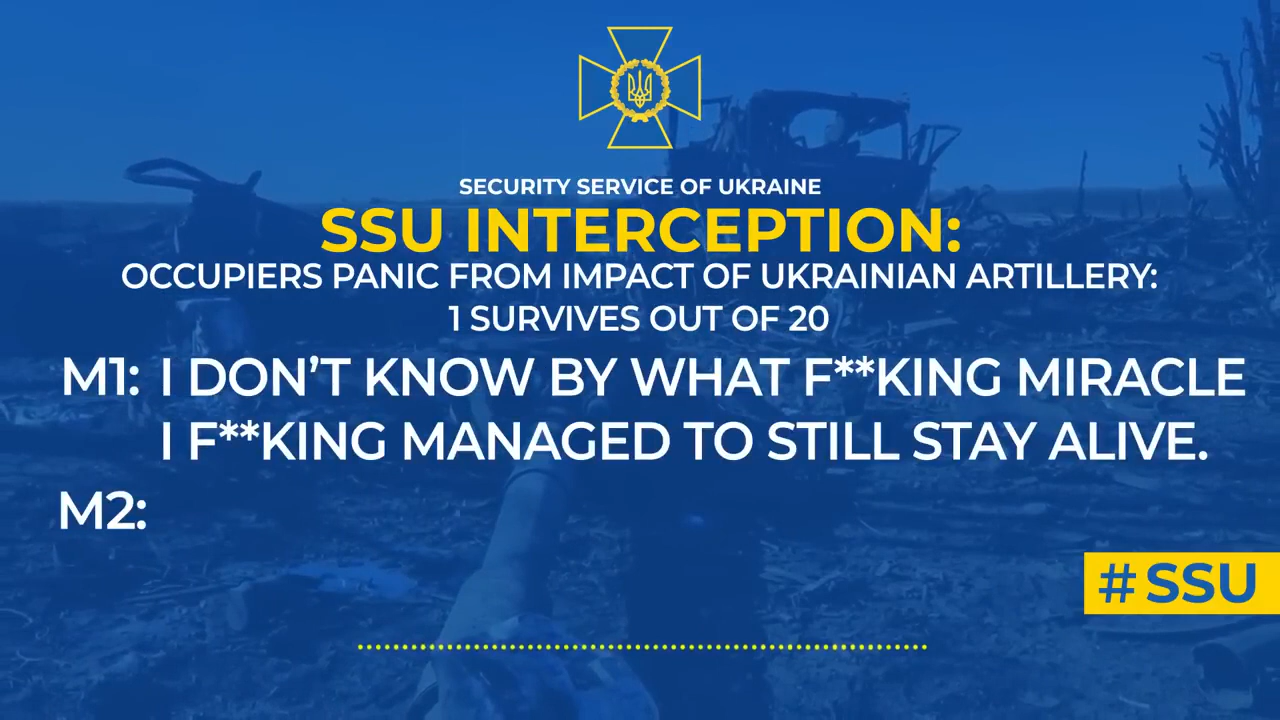 SECURITY SERVICE OF UKRAINE
SSU INTERCEPTION:
OCCUPIERS PANIC FROM IMPACT OF UKRAINIAN ARTILLERY:
1 SURVIVES OUT OF 20
M1: I DON’T KNOW BY WHAT F**KING MIRACLE
I F**KING MANAGED TO STILL STAY ALIVE.
M2:
#SSU